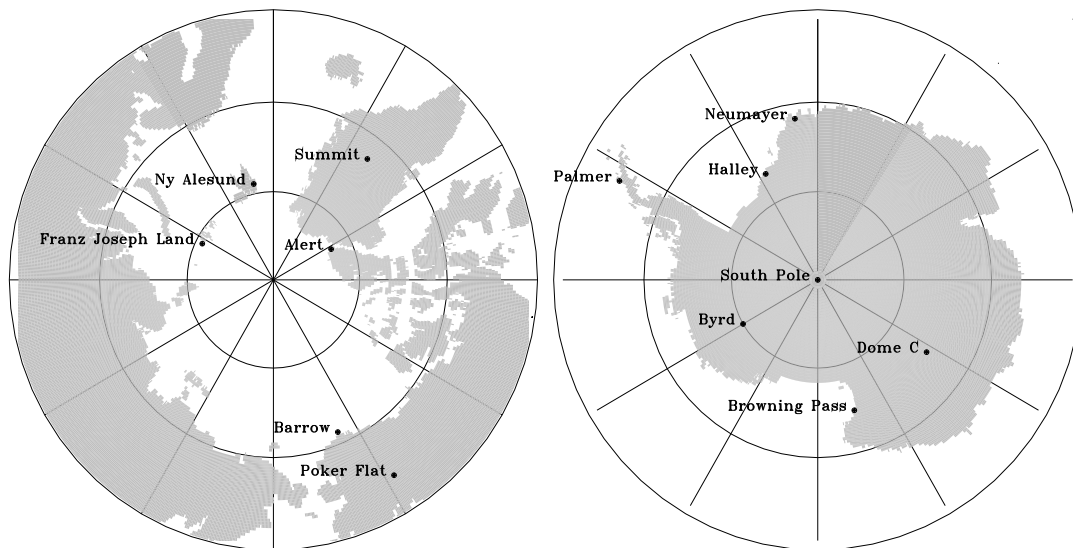 Summit
Ny Alesund
Franz Joseph Land
Alert
Barrow
Poker Flat
Neumayer
Halley
Palmer
South Pole
Byrd
Dome C
Browning Pass